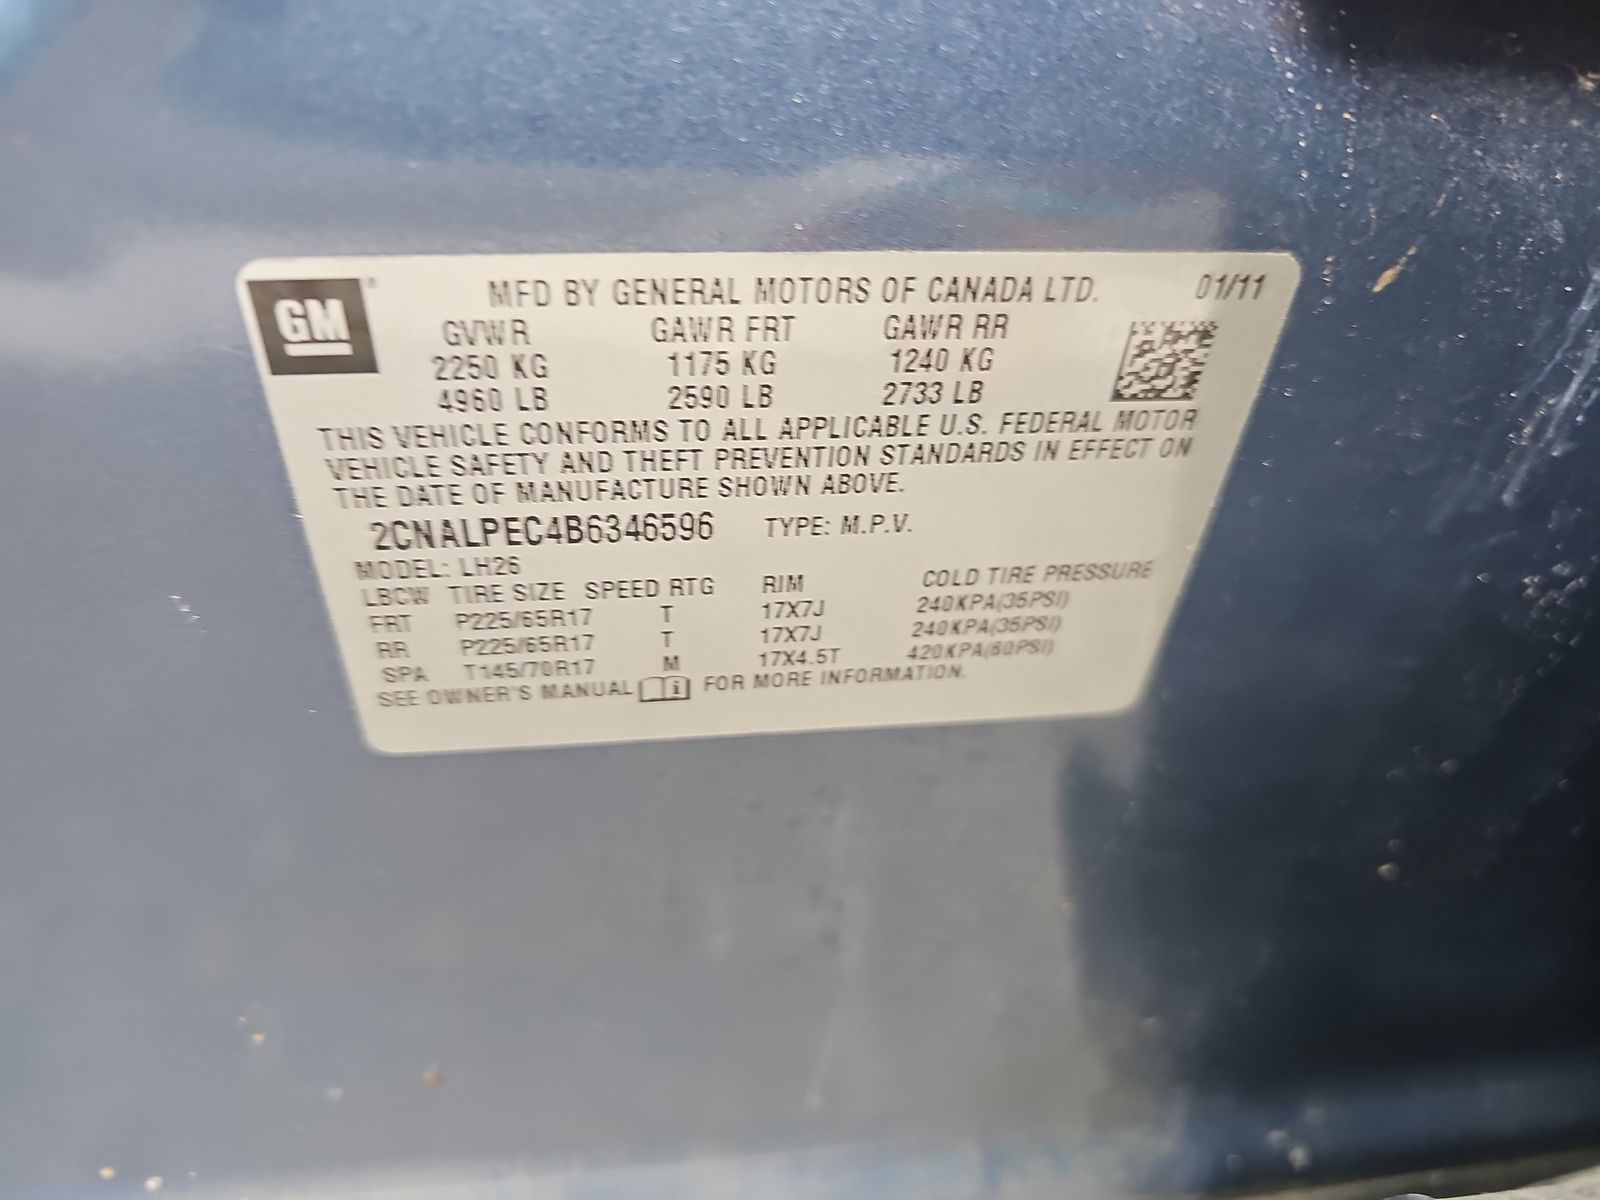 GM ®
MFD BY GENERAL MOTORS OF CANADA LTD. 01/11
GVWR GAWR FRT GAWR RR
2250 KG 1175 KG 1240 KG
4960 LB 2590 LB 2733 LB
THIS VEHICLE CONFORMS TO ALL APPLICABLE U.S. FEDERAL MOTOR
VEHICLE SAFETY AND THEFT PREVENTION STANDARDS IN EFFECT ON
THE DATE OF MANUFACTURE SHOWN ABOVE.
2CNALPEC4B6346596 TYPE: M.P.V.
MODEL: LH26
LBCW TIRE SIZE SPEED RTG RIM COLD TIRE PRESSURE
FRT P225/65R17 T 17X7J 240KPA(35PSI)
RR P225/65R17 T 17X7J 240KPA(35PSI)
SPA T145/70R17 M 17X4.5T 420KPA(60PSI)
SEE OWNER'S MANUAL i FOR MORE INFORMATION.